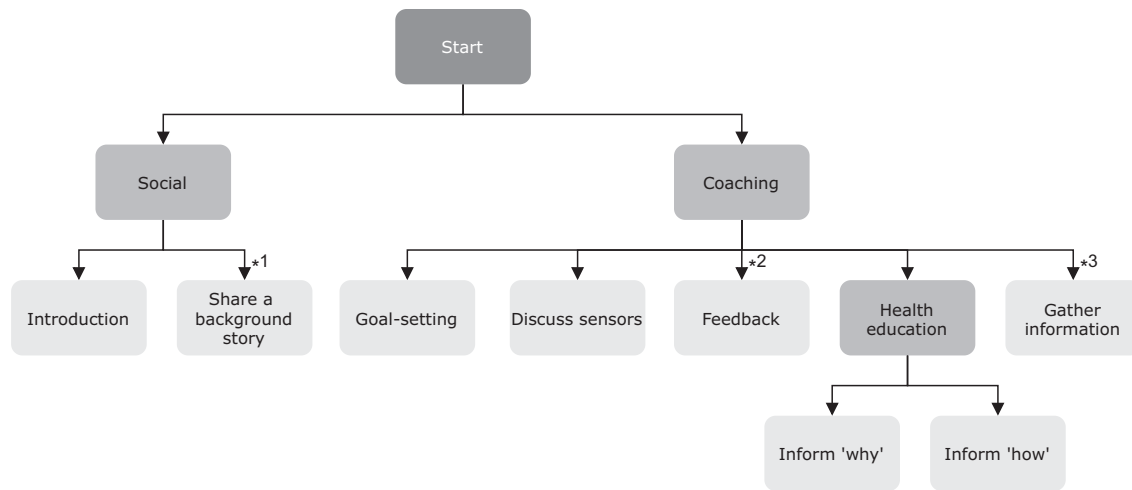 Start
Social
Coaching
*1
*2
*3
Introduction
Share a
background
story
Goal-setting
Discuss sensors
Feedback
Health
education
Gather
information
Inform 'why'
Inform 'how'